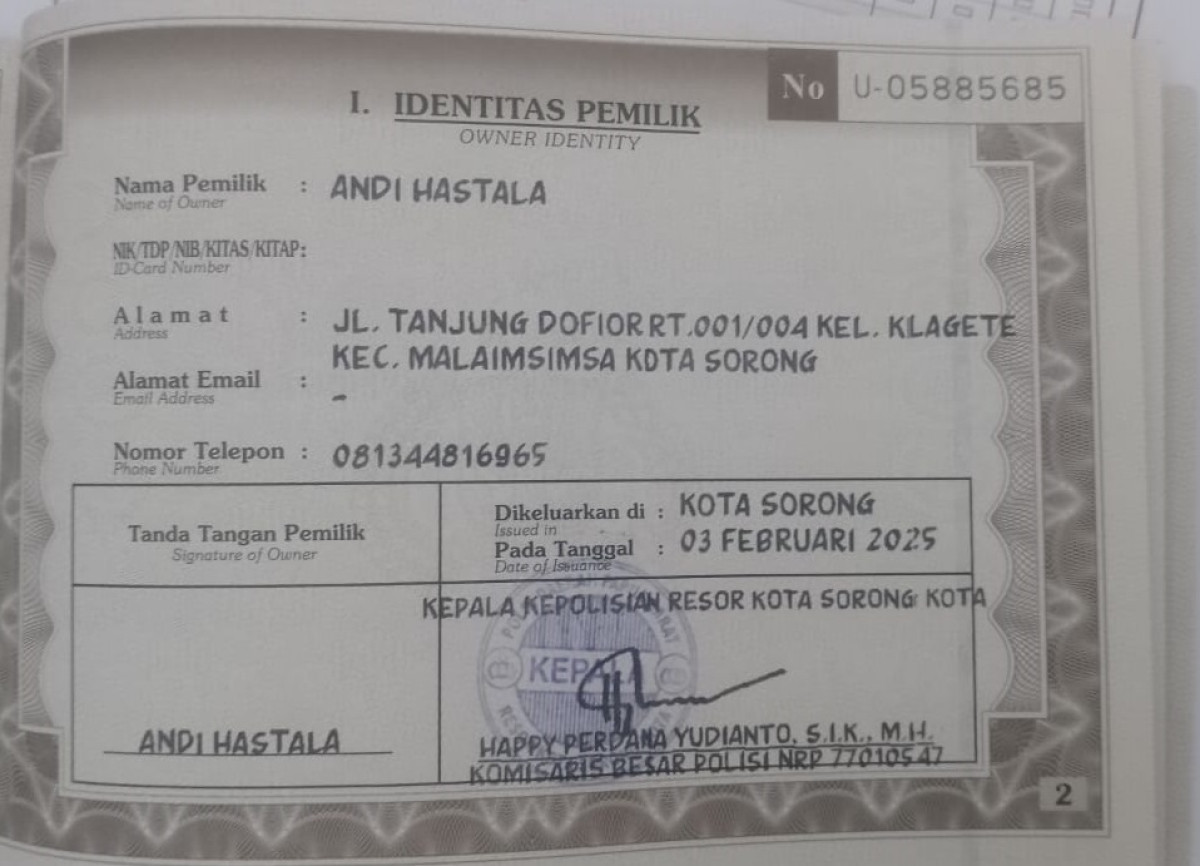 No U-05885685
I. IDENTITAS PEMILIK
OWNER IDENTITY
Nama Pemilik : ANDI HASTALA
Name of Owner
NIK/TDP/NIB/KITAS/KITAP:
ID-Card Number
Alamat : JL. TANJUNG DOFIOR RT.001/004 KEL. KLAGETE
Address
KEC. MALAIMSIMSA KOTA SORONG
Alamat Email : -
Email Address
Nomor Telepon : 081344816965
Phone Number
Tanda Tangan Pemilik
Signature of Owner
Dikeluarkan di : KOTA SORONG
Issued in
Pada Tanggal : 03 FEBRUARI 2025
Date of Issuance
KEPALA KEPOLISIAN RESOR KOTA SORONG KOTA
KEPALA
ANDI HASTALA
HAPPY PERDANA YUDIANTO, S.I.K., M.H.
KOMISARIS BESAR POLISI NRP 77010547
2